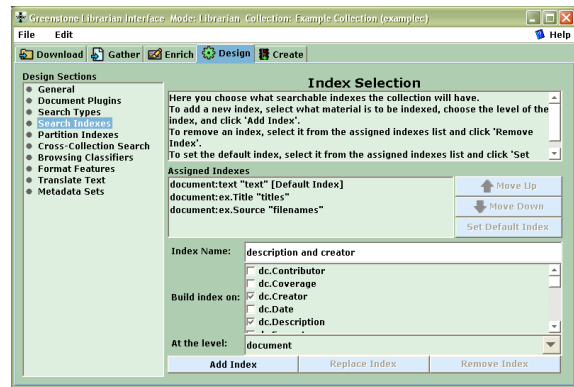 Greenstone Librarian Interface  Mode: Librarian  Collection: Example Collection (examplec)
File Edit Help
Download Gather Enrich Design Create
Design Sections
General
Document Plugins
Search Types
Search Indexes
Partition Indexes
Cross-Collection Search
Browsing Classifiers
Format Features
Translate Text
Metadata Sets
Index Selection
Here you choose what searchable indexes the collection will have.
To add a new index, select what material is to be indexed, choose the level of the
index, and click 'Add Index'.
To remove an index, select it from the assigned indexes list and click 'Remove
Index'.
To set the default index, select it from the assigned indexes list and click 'Set
Assigned Indexes
document:text "text" [Default Index]
document:ex.Title "titles"
document:ex.Source "filenames"
Move Up
Move Down
Set Default Index
Index Name: description and creator
Build index on:
dc.Contributor
dc.Coverage
dc.Creator
dc.Date
dc.Description
At the level: document
Add Index Replace Index Remove Index